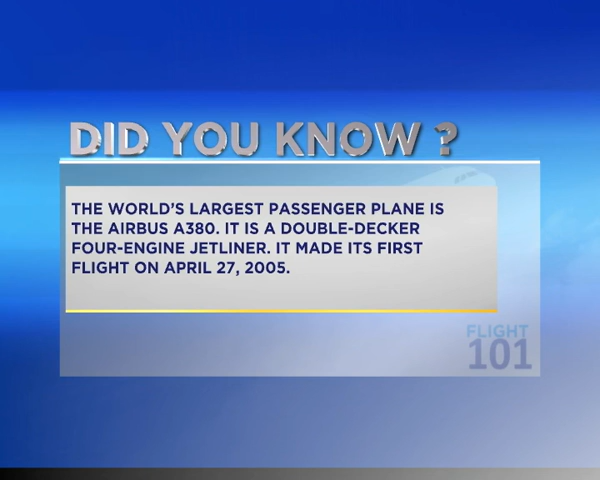 DID YOU KNOW ?
THE WORLD'S LARGEST PASSENGER PLANE IS
THE AIRBUS A380. IT IS A DOUBLE-DECKER
FOUR-ENGINE JETLINER. IT MADE ITS FIRST
FLIGHT ON APRIL 27, 2005.
FLIGHT
101